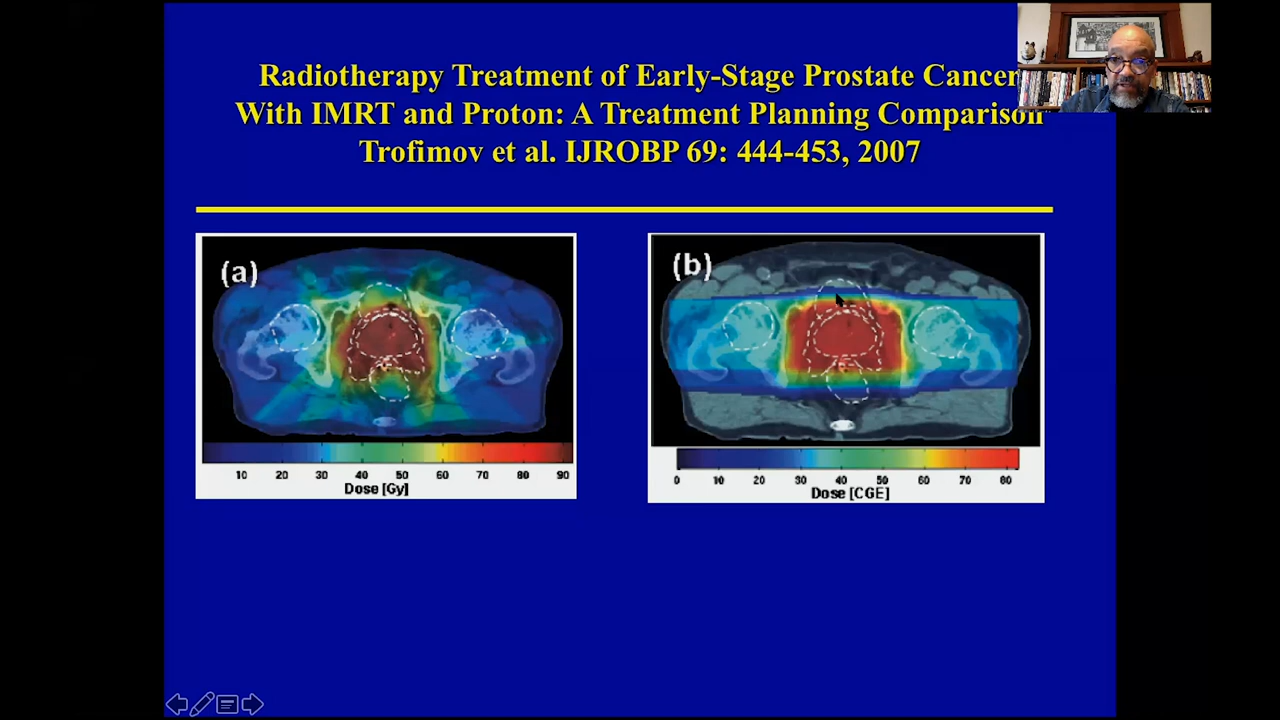 Radiotherapy Treatment of Early-Stage Prostate Cancer
With IMRT and Proton: A Treatment Planning Comparison
Trofimov et al. IJROBP 69: 444-453, 2007
(a)
10 20 30 40 50 60 70 80 90
Dose [Gy]
(b)
0 10 20 30 40 50 60 70 80
Dose [CGE]